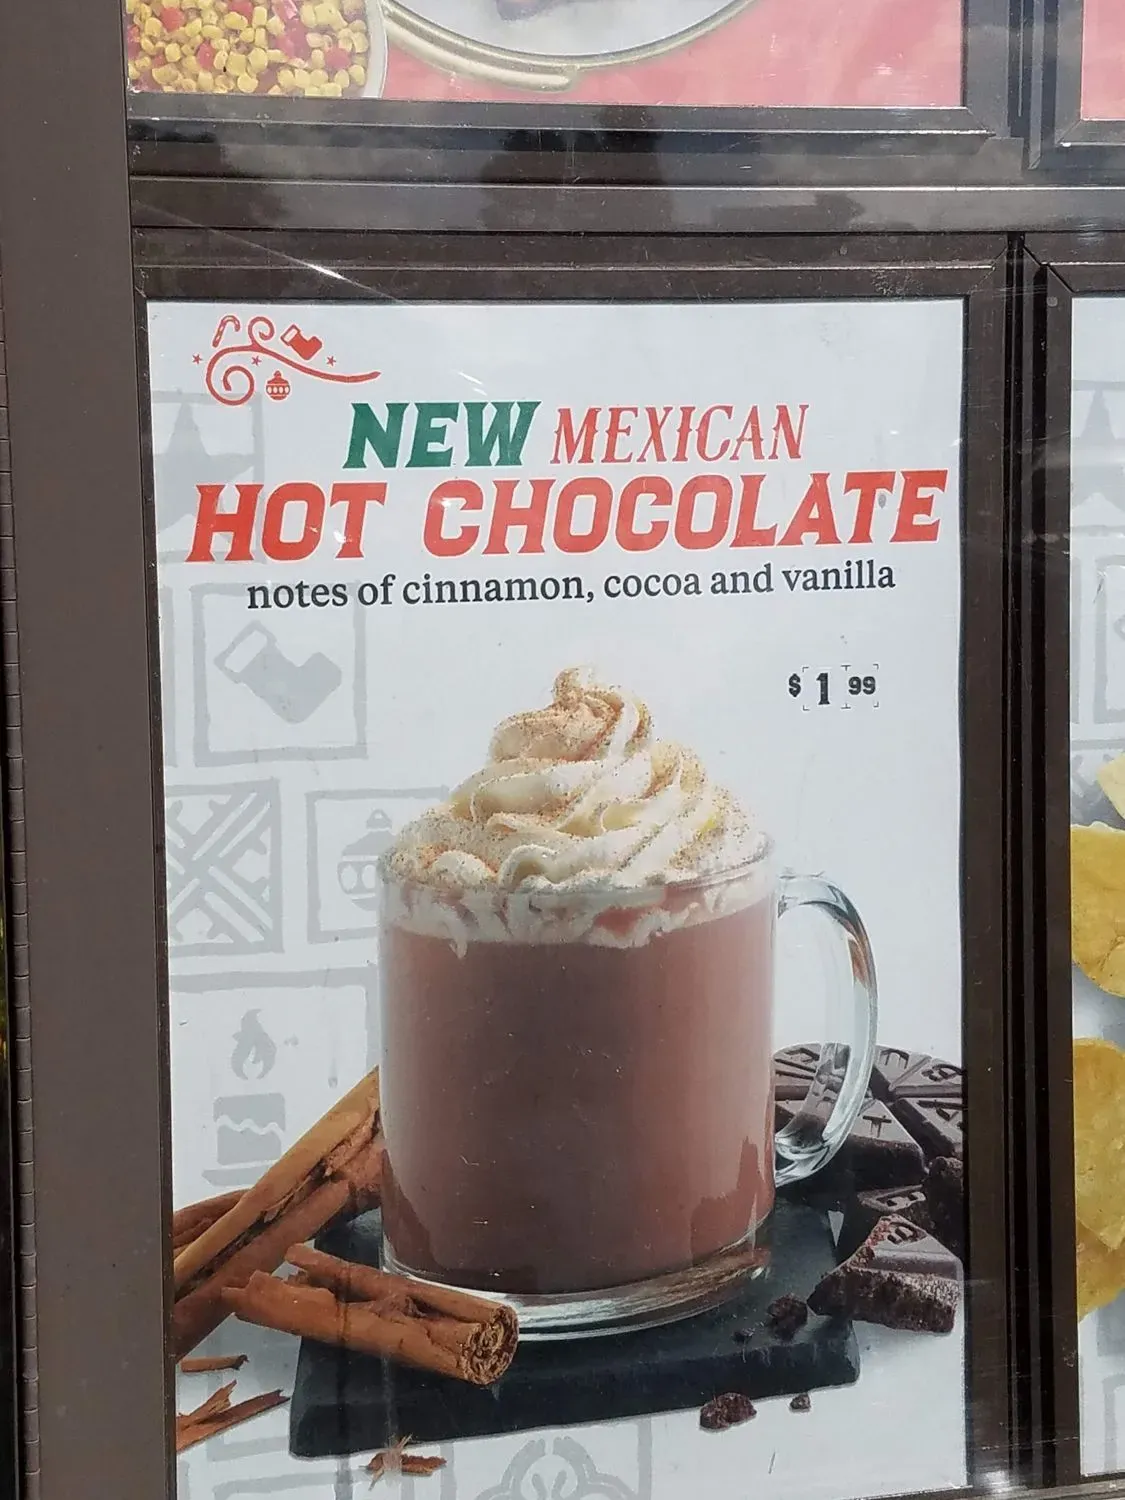 NEW MEXICAN
HOT CHOCOLATE
notes of cinnamon, cocoa and vanilla
$ 1 99